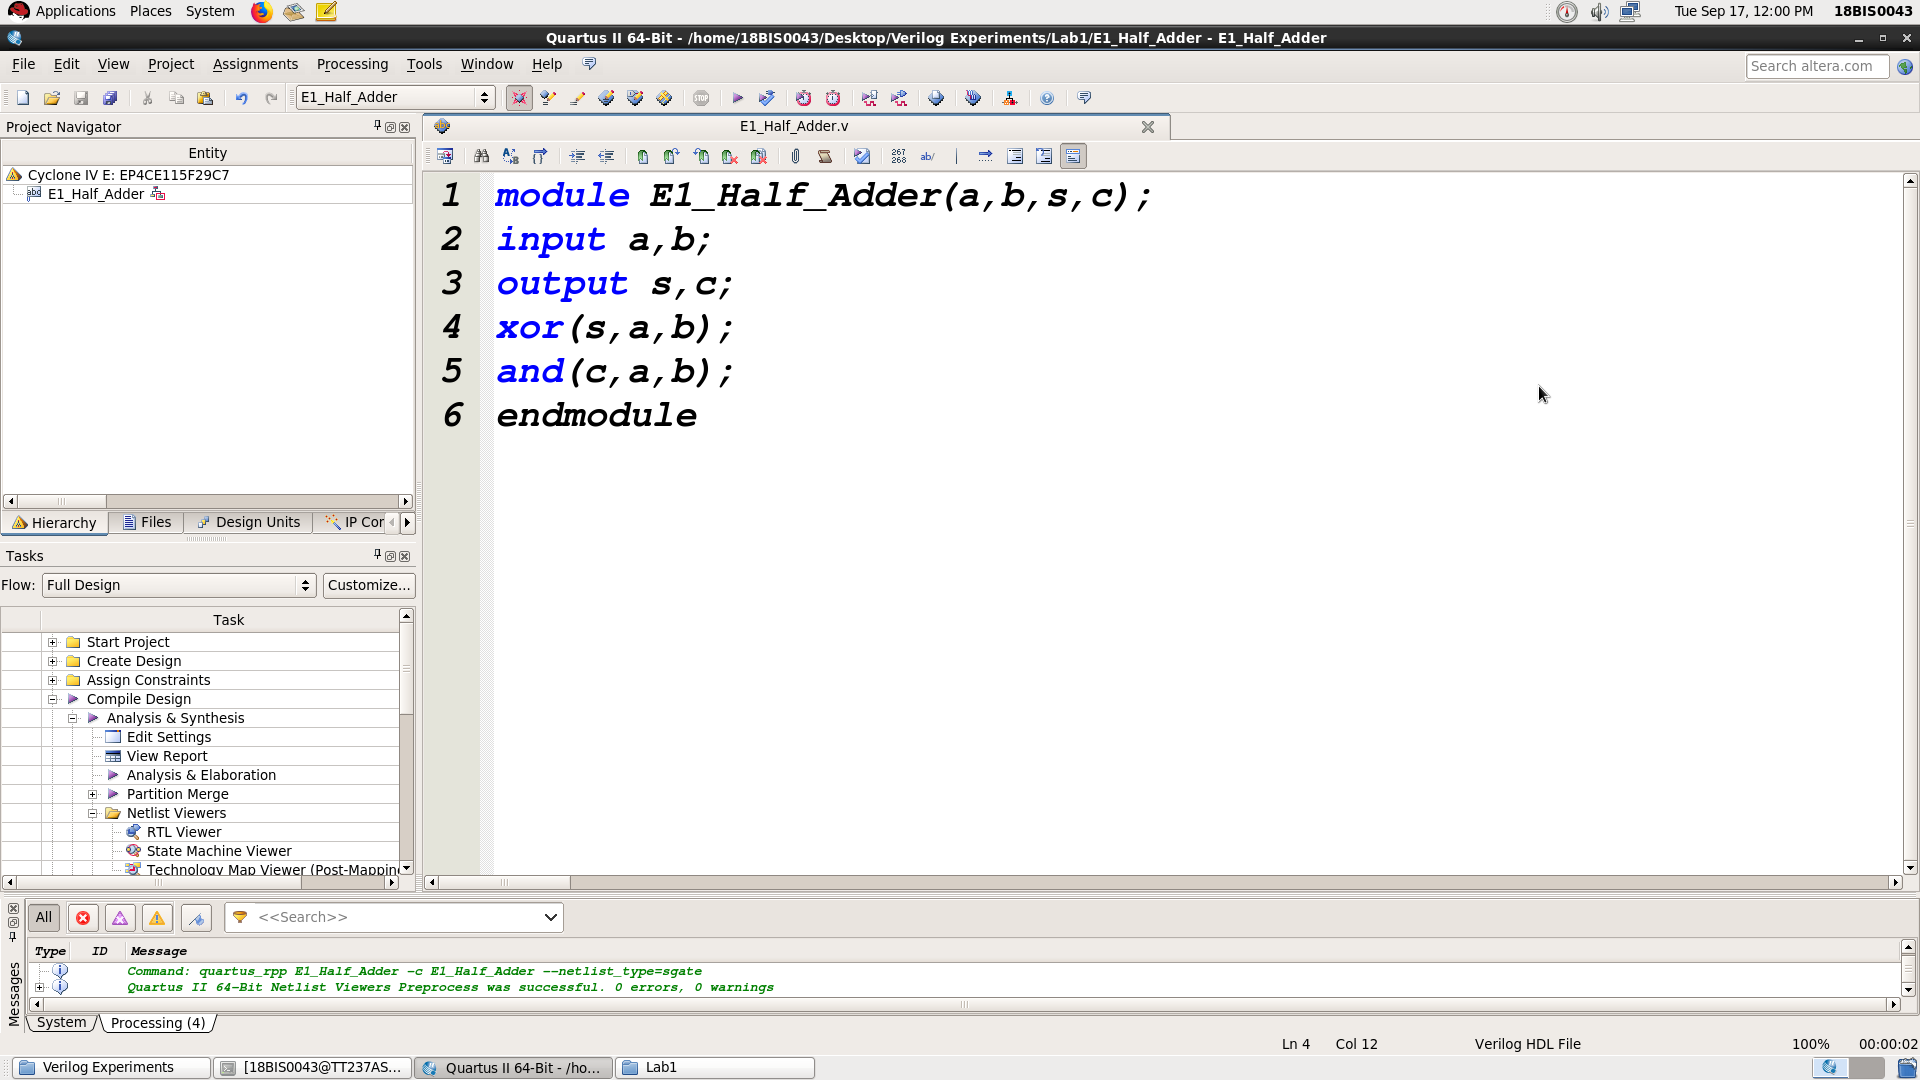 Applications Places System Tue Sep 17, 12:00 PM 18BIS0043
Quartus II 64-Bit - /home/18BIS0043/Desktop/Verilog Experiments/Lab1/E1_Half_Adder - E1_Half_Adder
File Edit View Project Assignments Processing Tools Window Help Search altera.com
E1_Half_Adder STOP
Project Navigator
E1_Half_Adder.v
Entity
Cyclone IV E: EP4CE115F29C7
abc E1_Half_Adder
267 268 ab/
1 module E1_Half_Adder(a,b,s,c);
2 input a,b;
3 output s,c;
4 xor(s,a,b);
5 and(c,a,b);
6 endmodule
Hierarchy Files Design Units IP Cor
Tasks
Flow: Full Design Customize...
Task
Start Project
Create Design
Assign Constraints
Compile Design
Analysis & Synthesis
Edit Settings
View Report
Analysis & Elaboration
Partition Merge
Netlist Viewers
RTL Viewer
State Machine Viewer
Technology Map Viewer (Post-Mapping
All <<Search>>
Type ID Message
Command: quartus_rpp E1_Half_Adder -c E1_Half_Adder --netlist_type=sgate
Quartus II 64-Bit Netlist Viewers Preprocess was successful. 0 errors, 0 warnings
Messages
System Processing (4)
Ln 4 Col 12 Verilog HDL File 100% 00:00:02
Verilog Experiments [18BIS0043@TT237AS... Quartus II 64-Bit - /ho... Lab1